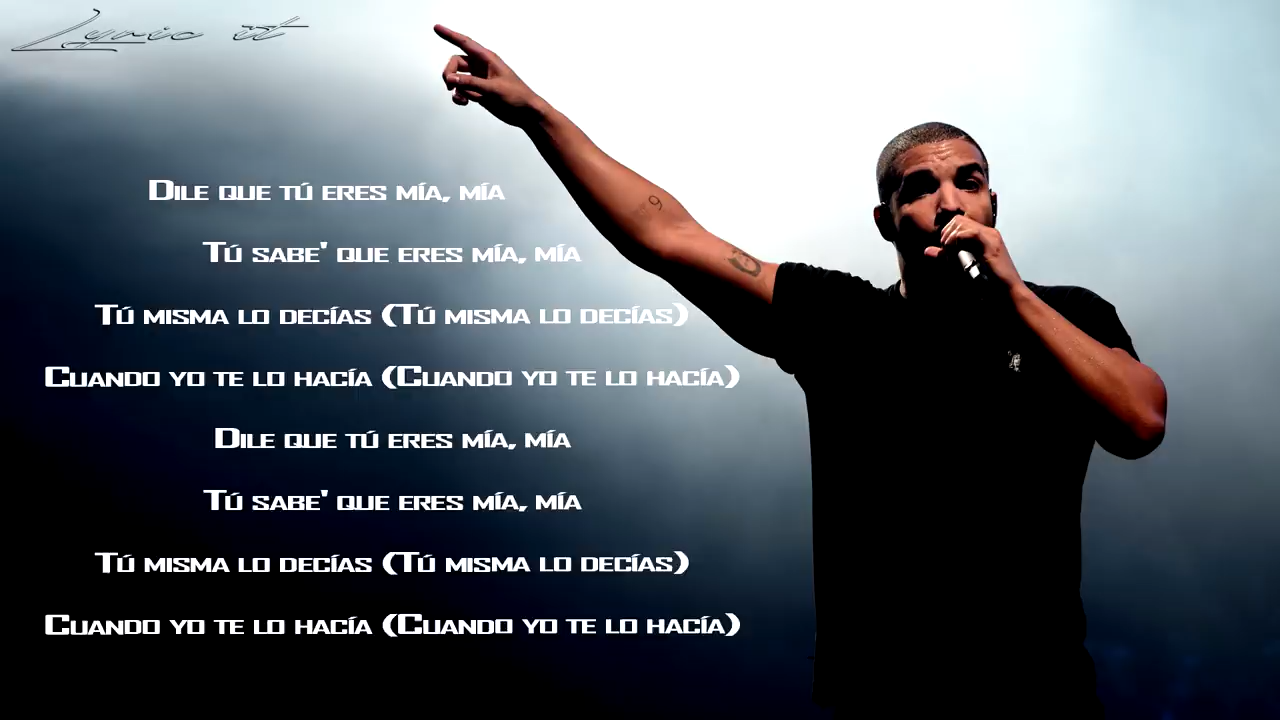 Lyric it
Dile que tú eres mía, mía
Tú sabe' que eres mía, mía
Tú misma lo decías (Tú misma lo decías)
Cuando yo te lo hacía (Cuando yo te lo hacía)
Dile que tú eres mía, mía
Tú sabe' que eres mía, mía
Tú misma lo decías (Tú misma lo decías)
Cuando yo te lo hacía (Cuando yo te lo hacía)